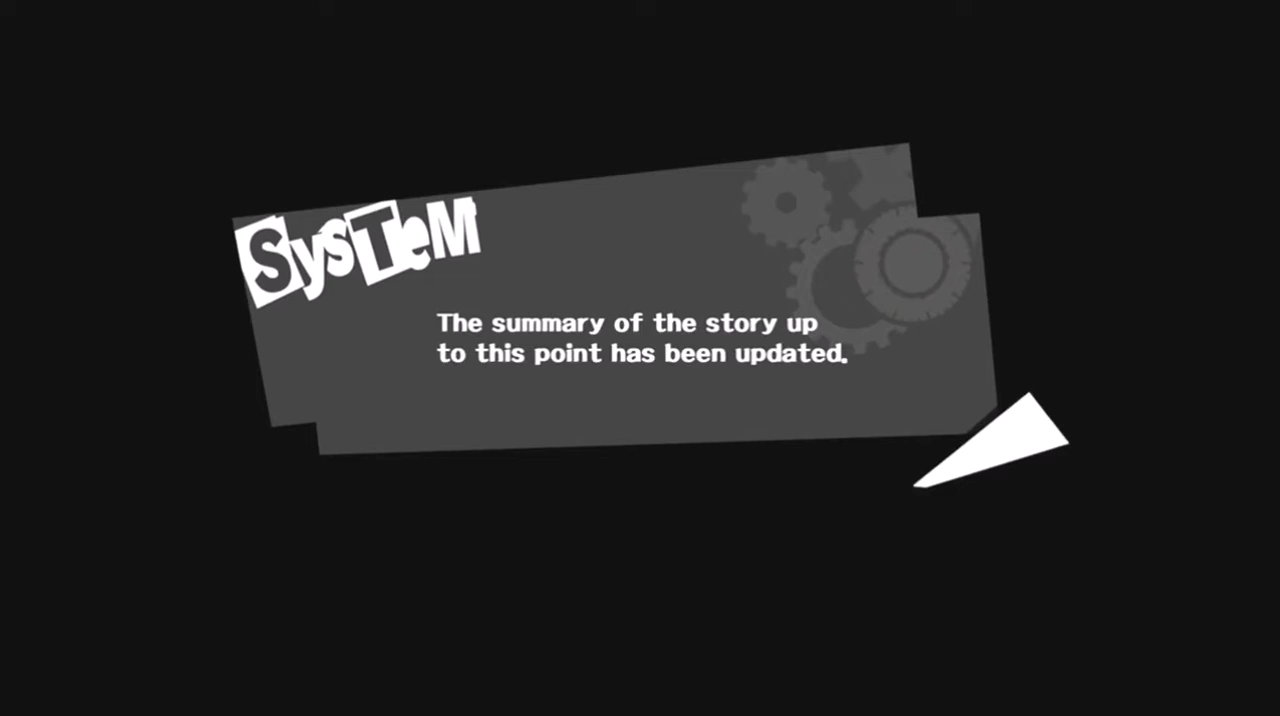 SysTeM
The summary of the story up
to this point has been updated.